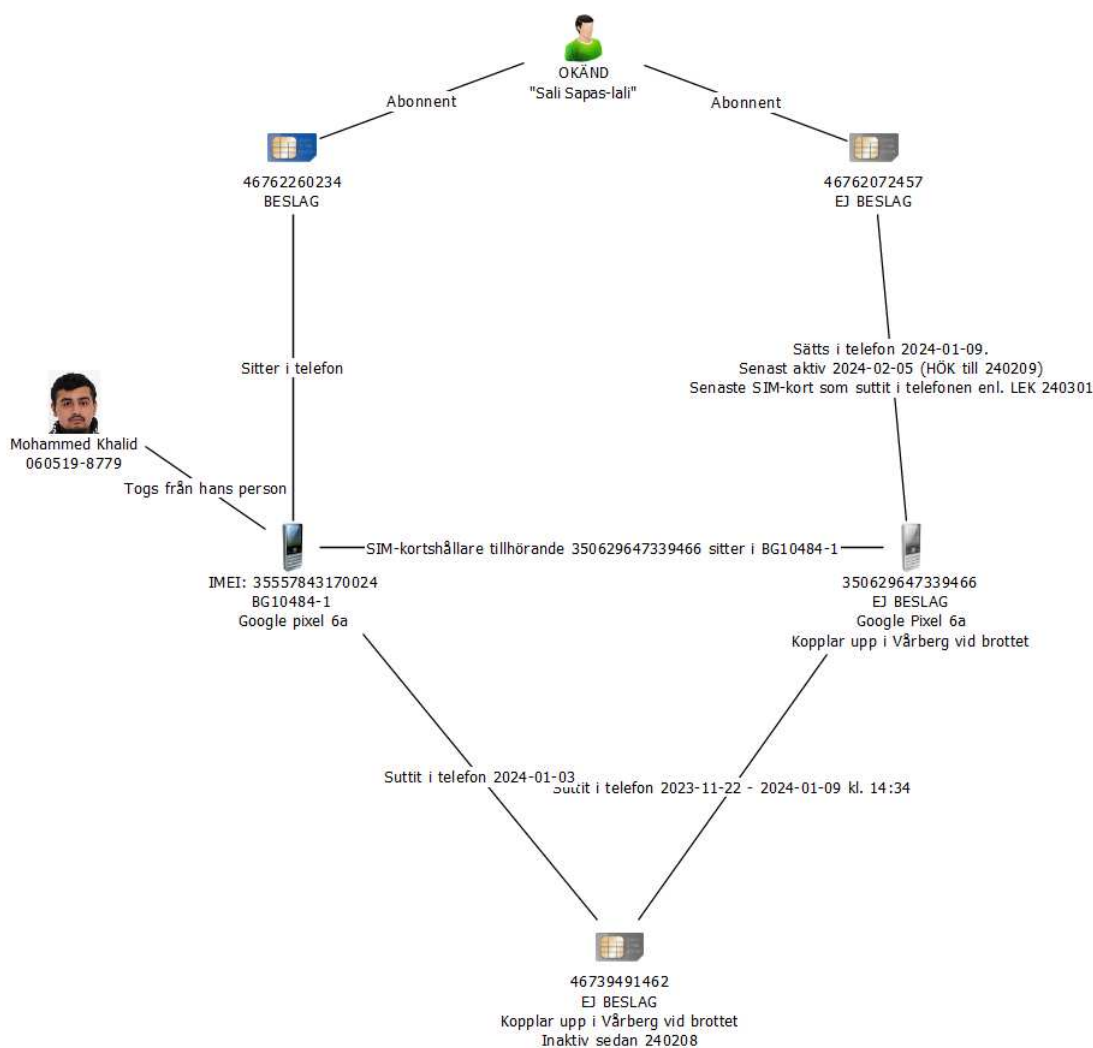 OKÄND
"Sali Sapas-lali"
Abonnent
Abonnent
46762260234
BESLAG
46762072457
EJ BESLAG
Sitter i telefon
Sätts i telefon 2024-01-09.
Senast aktiv 2024-02-05 (HÖK till 240209)
Senaste SIM-kort som suttit i telefonen enl. LEK 240301
Mohammed Khalid
060519-8779
Togs från hans person
SIM-kortshållare tillhörande 350629647339466 sitter i BG10484-1
IMEI: 35557843170024
BG10484-1
Google pixel 6a
350629647339466
EJ BESLAG
Google Pixel 6a
Kopplar upp i Vårberg vid brottet
Suttit i telefon 2024-01-03
Suttit i telefon 2023-11-22 - 2024-01-09 kl. 14:34
46739491462
EJ BESLAG
Kopplar upp i Vårberg vid brottet
Inaktiv sedan 240208